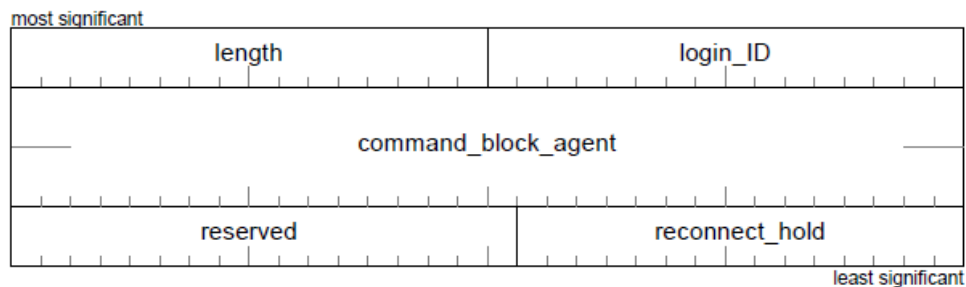 most significant
length login_ID
command_block_agent
reserved reconnect_hold
least significant